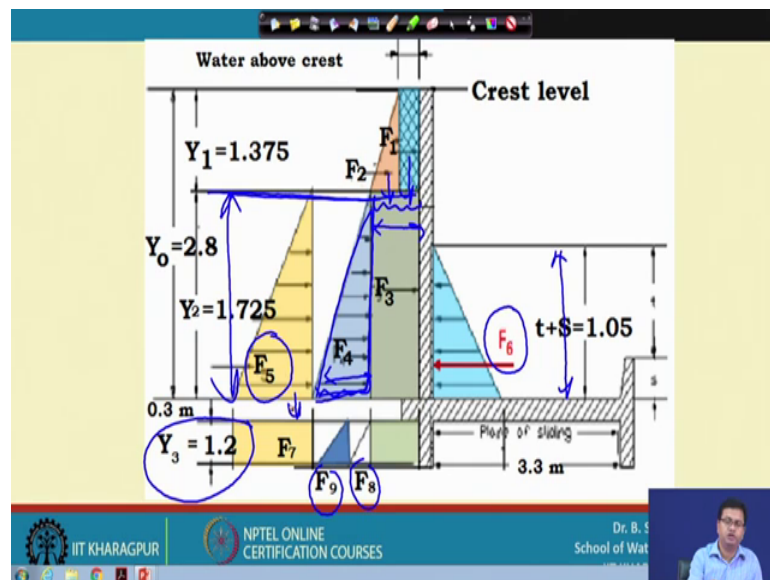 Water above crest
Crest level
Y1=1.375
F1
F2
Yo=2.8
Y2=1.725
F3
F4
F5
F6
t+S=1.05
0.3 m
Y3 = 1.2
F7
F9
F8
Plane of sliding
3.3 m
IIT KHARAGPUR
NPTEL ONLINE
CERTIFICATION COURSES
Dr. B. S
School of Wat